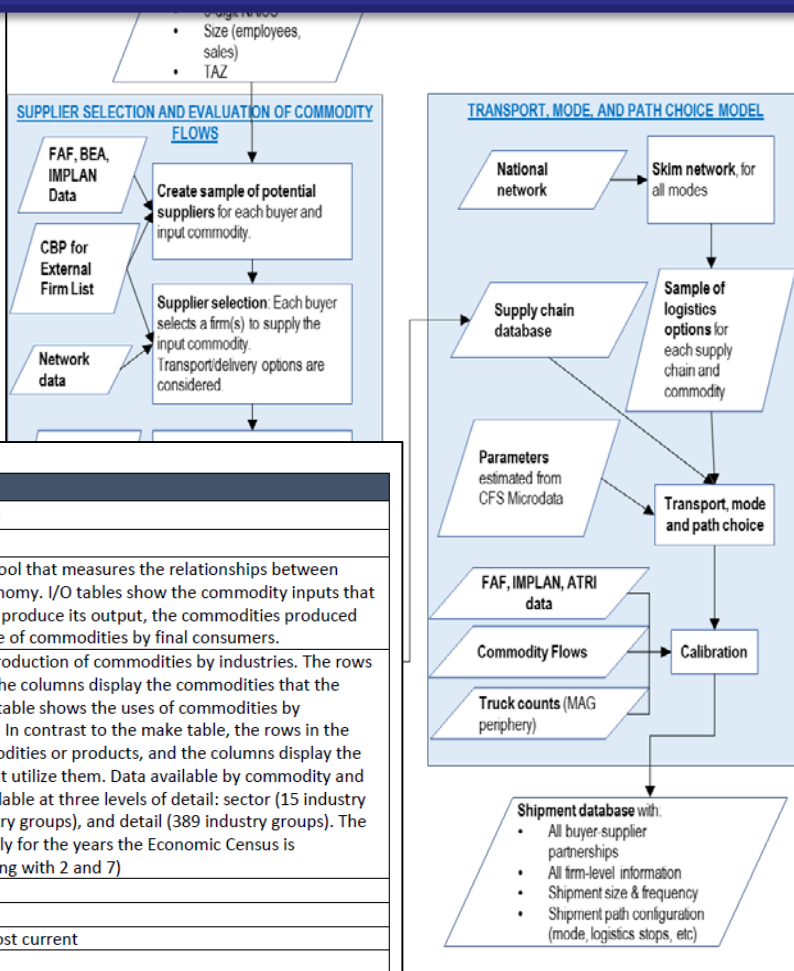 • Size (employees,
sales)
• TAZ
SUPPLIER SELECTION AND EVALUATION OF COMMODITY
FLOWS
FAF, BEA,
IMPLAN
Data
Create sample of potential
suppliers for each buyer and
input commodity.
CBP for
External
Firm List
Supplier selection: Each buyer
selects a firm(s) to supply the
input commodity.
Transport/delivery options are
considered.
Network
data
TRANSPORT, MODE, AND PATH CHOICE MODEL
National
network
Skim network, for
all modes
Supply chain
database
Sample of
logistics
options for
each supply
chain and
commodity
Parameters
estimated from
CFS Microdata
Transport, mode
and path choice
FAF, IMPLAN, ATRI
data
Commodity Flows
Calibration
Truck counts (MAG
periphery)
Shipment database with:
• All buyer-supplier
partnerships
• All firm-level information
• Shipment size & frequency
• Shipment path configuration
(mode, logistics stops, etc)
ool that measures the relationships between
nomy. I/O tables show the commodity inputs that
produce its output, the commodities produced
e of commodities by final consumers.
roduction of commodities by industries. The rows
he columns display the commodities that the
table shows the uses of commodities by
In contrast to the make table, the rows in the
odities or products, and the columns display the
t utilize them. Data available by commodity and
lable at three levels of detail: sector (15 industry
ry groups), and detail (389 industry groups). The
ly for the years the Economic Census is
ng with 2 and 7)
ost current